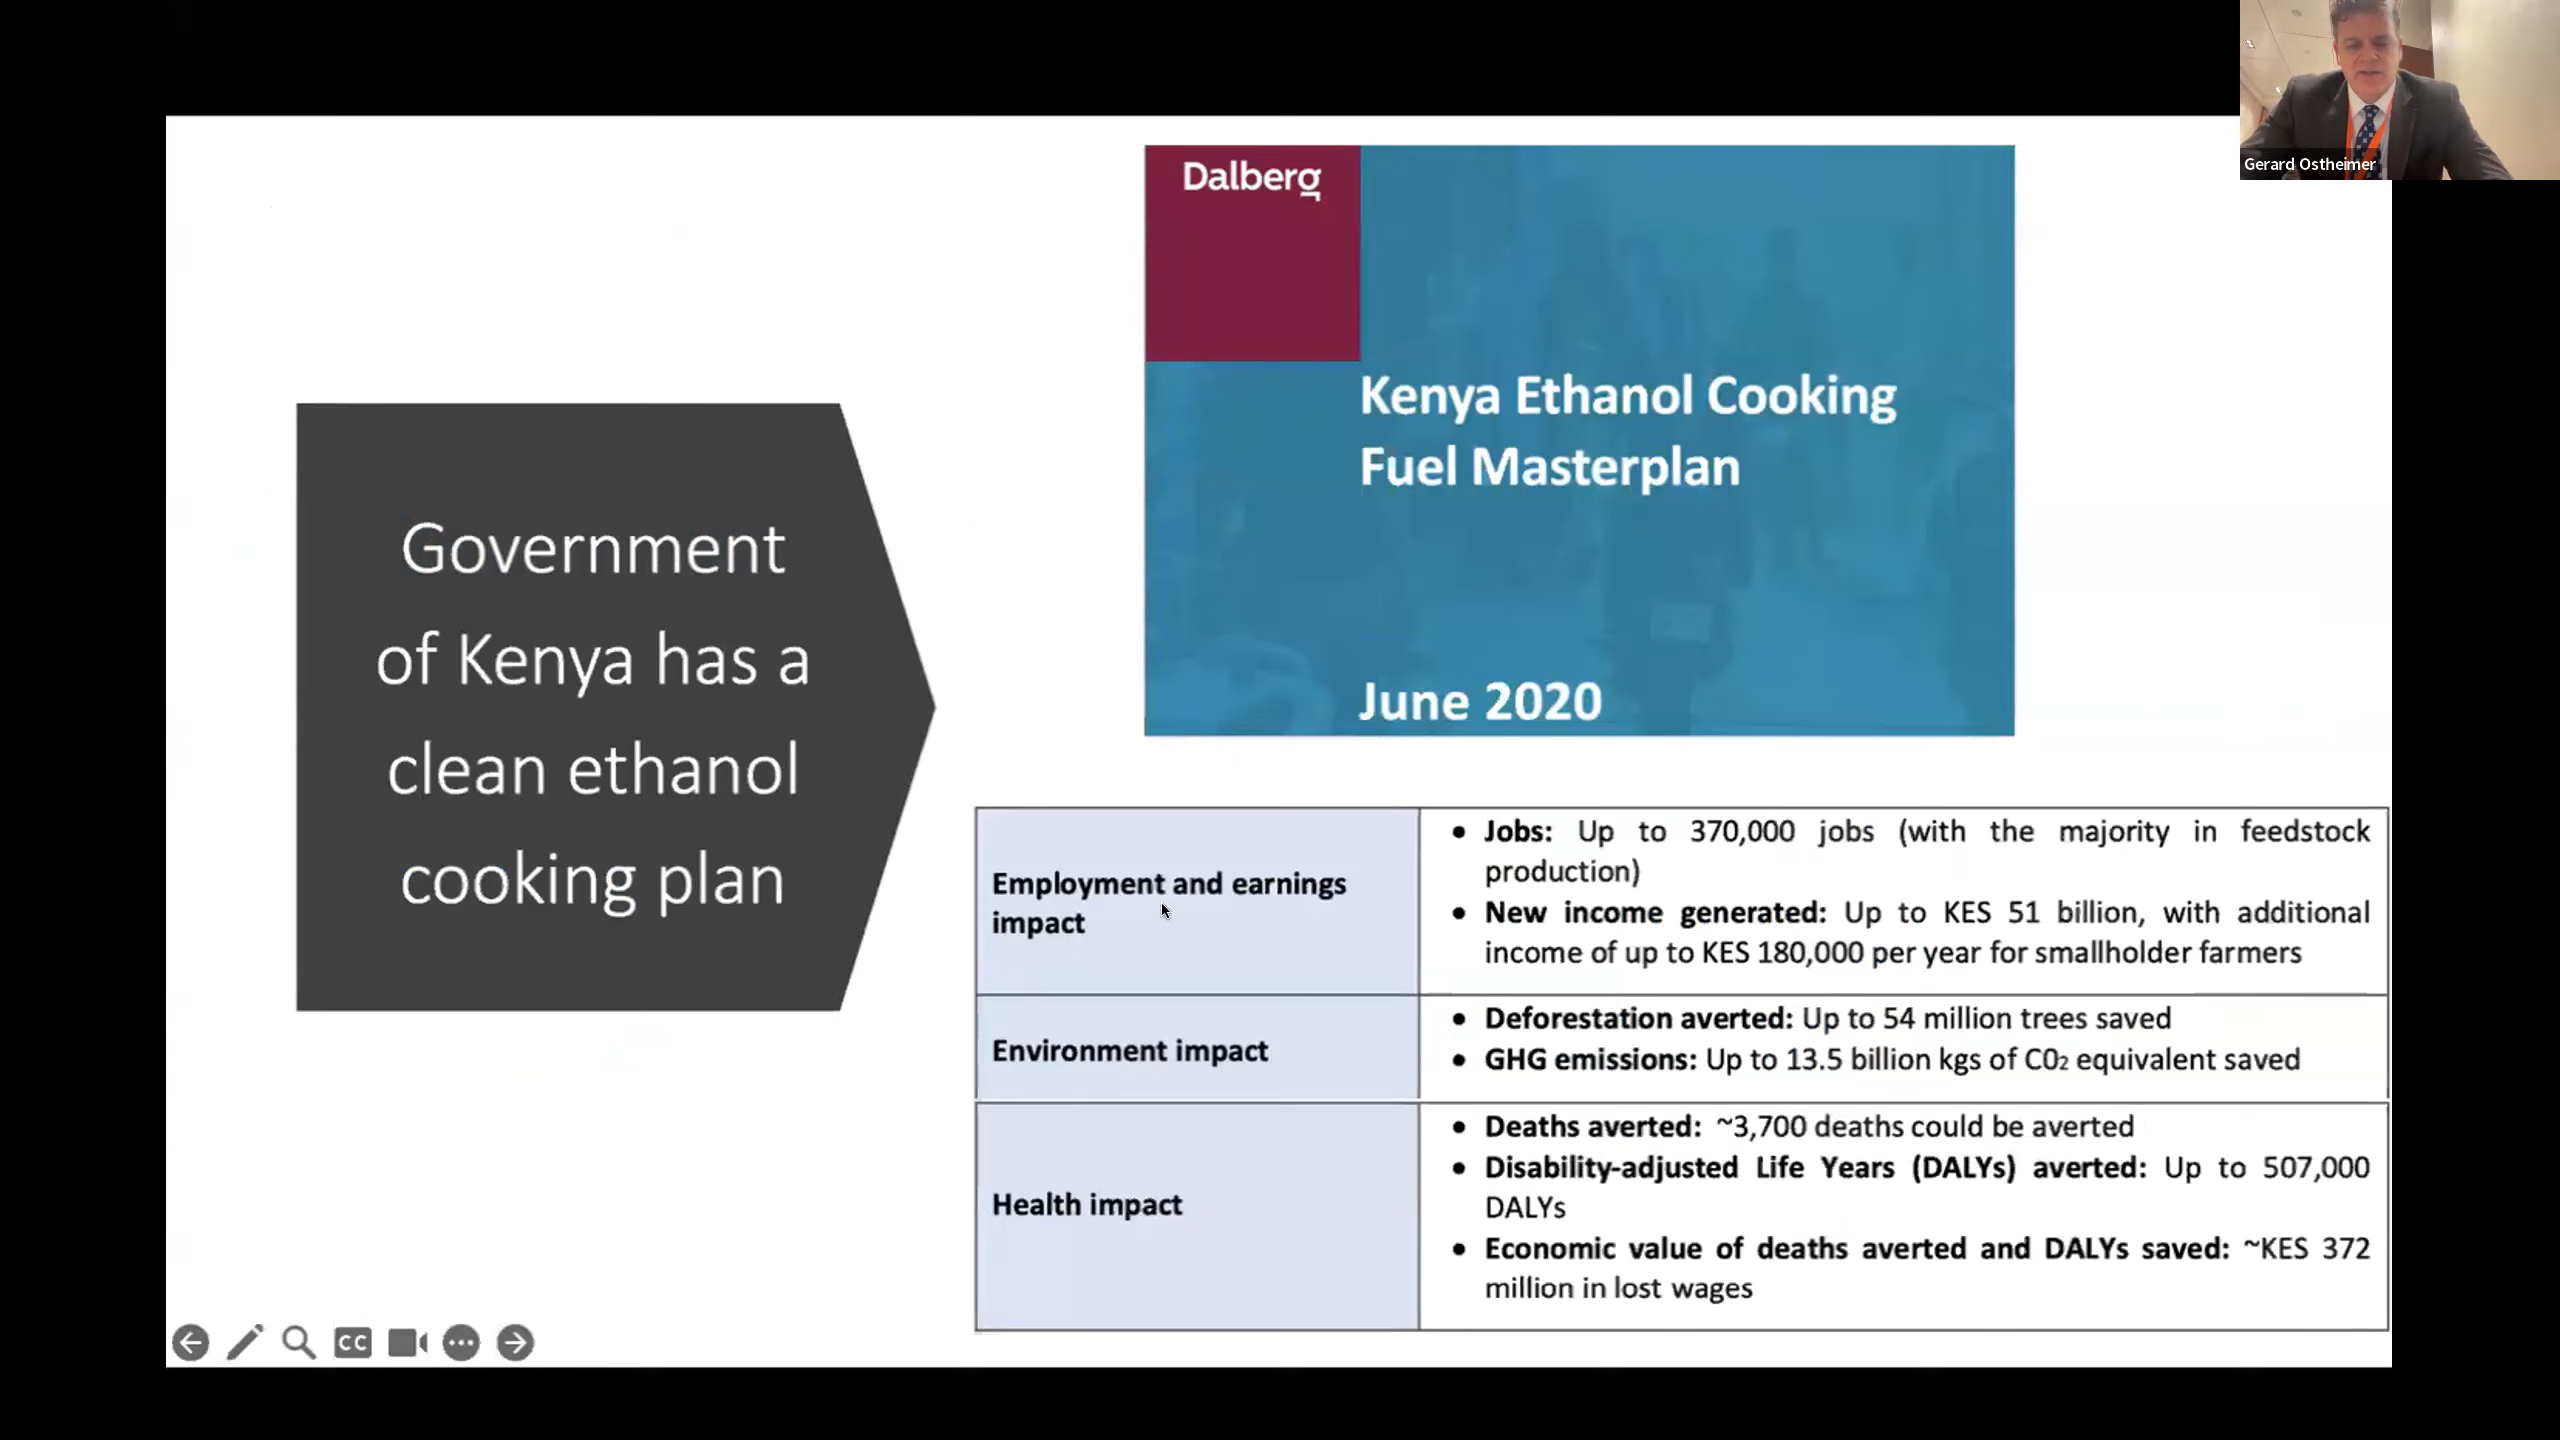 Gerard Ostheimer
Dalberg
Kenya Ethanol Cooking
Fuel Masterplan
June 2020
Government
of Kenya has a
clean ethanol
cooking plan
Employment and earnings
impact
• Jobs: Up to 370,000 jobs (with the majority in feedstock
production)
• New income generated: Up to KES 51 billion, with additional
income of up to KES 180,000 per year for smallholder farmers
Environment impact
• Deforestation averted: Up to 54 million trees saved
• GHG emissions: Up to 13.5 billion kgs of C0₂ equivalent saved
Health impact
• Deaths averted: ~3,700 deaths could be averted
• Disability-adjusted Life Years (DALYs) averted: Up to 507,000
DALYs
• Economic value of deaths averted and DALYs saved: ~KES 372
million in lost wages
CC